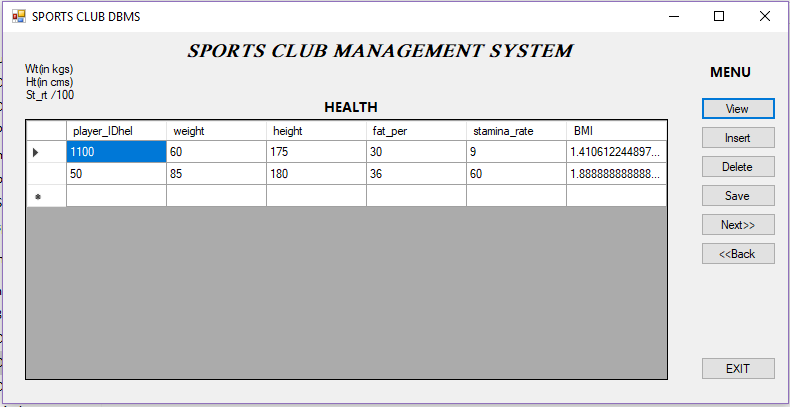 SPORTS CLUB DBMS
SPORTS CLUB MANAGEMENT SYSTEM
Wt(in kgs)
Ht(in cms)
St_rt /100
MENU
HEALTH
player_IDhel weight height fat_per stamina_rate BMI
1100 60 175 30 9 1.410612244897...
50 85 180 36 60 1.888888888888...
View
Insert
Delete
Save
Next>>
<<Back
EXIT